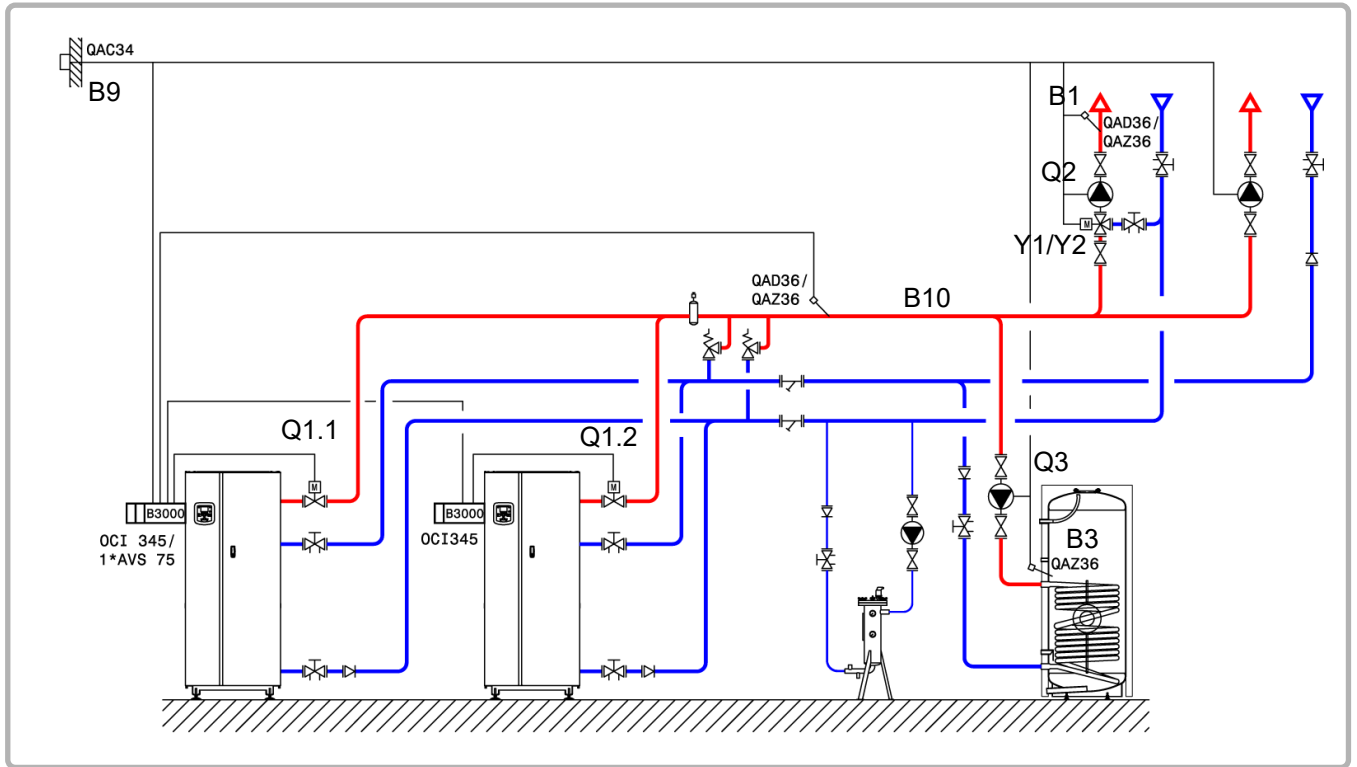 QAC34
B9
B1
QAD36/
QAZ36
Q2
Y1/Y2
QAD36/
QAZ36
B10
Q1.1
Q1.2
Q3
M
M
M
B3000
B3000
OCI 345/
1*AVS 75
OCI345
B3
QAZ36